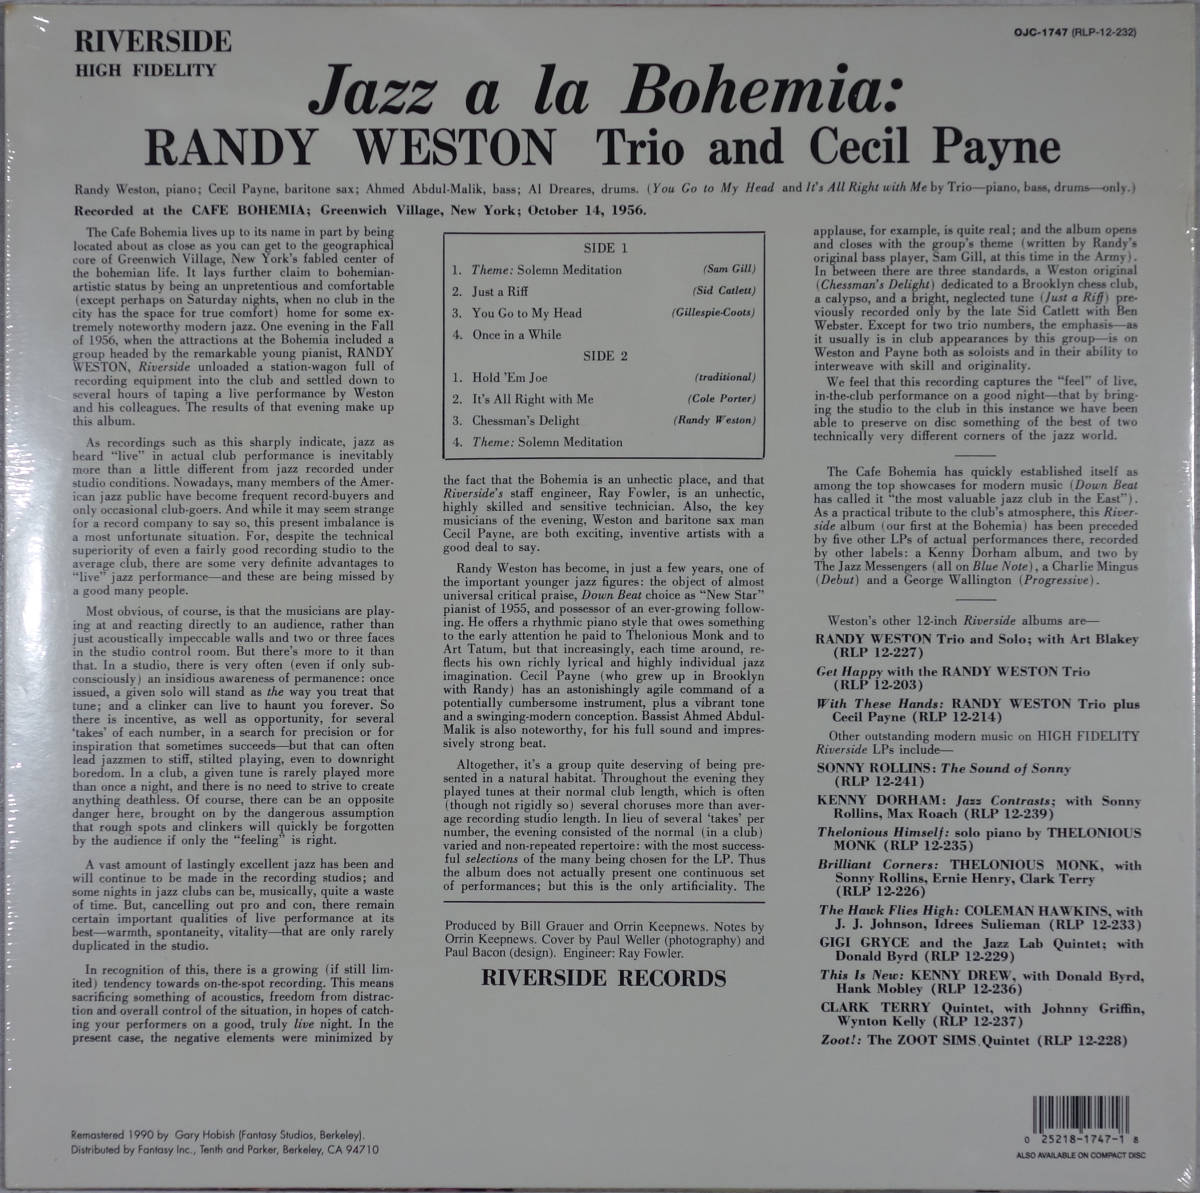 RIVERSIDE
HIGH FIDELITY
OJC-1747 (RLP-12-232)
Jazz a la Bohemia:
RANDY WESTON Trio and Cecil Payne
Randy Weston, piano; Cecil Payne, baritone sax; Ahmed Abdul-Malik, bass; Al Dreares, drums. (You Go to My Head and It's All Right with Me by Trio—piano, bass, drums—only.)
Recorded at the CAFE BOHEMIA; Greenwich Village, New York; October 14, 1956.
The Cafe Bohemia lives up to its name in part by being
located about as close as you can get to the geographical
core of Greenwich Village, New York's fabled center of
the bohemian life. It lays further claim to bohemian-
artistic status by being an unpretentious and comfortable
(except perhaps on Saturday nights, when no club in the
city has the space for true comfort) home for some ex-
tremely noteworthy modern jazz. One evening in the Fall
of 1956, when the attractions at the Bohemia included a
group headed by the remarkable young pianist, RANDY
WESTON, Riverside unloaded a station-wagon full of
recording equipment into the club and settled down to
several hours of taping a live performance by Weston
and his colleagues. The results of that evening make up
this album.
As recordings such as this sharply indicate, jazz as
heard "live" in actual club performance is inevitably
more than a little different from jazz recorded under
studio conditions. Nowadays, many members of the Amer-
ican jazz public have become frequent record-buyers and
only occasional club-goers. And while it may seem strange
for a record company to say so, this present imbalance is
a most unfortunate situation. For, despite the technical
superiority of even a fairly good recording studio to the
average club, there are some very definite advantages to
"live" jazz performance—and these are being missed by
a good many people.
Most obvious, of course, is that the musicians are play-
ing at and reacting directly to an audience, rather than
just acoustically impeccable walls and two or three faces
in the studio control room. But there's more to it than
that. In a studio, there is very often (even if only sub-
consciously) an insidious awareness of permanence: once
issued, a given solo will stand as the way you treat that
tune; and a clinker can live to haunt you forever. So
there is incentive, as well as opportunity, for several
'takes' of each number, in a search for precision or for
inspiration that sometimes succeeds—but that can often
lead jazzmen to stiff, stilted playing, even to downright
boredom. In a club, a given tune is rarely played more
than once a night, and there is no need to strive to create
anything deathless. Of course, there can be an opposite
danger here, brought on by the dangerous assumption
that rough spots and clinkers will quickly be forgotten
by the audience if only the "feeling" is right.
A vast amount of lastingly excellent jazz has been and
will continue to be made in the recording studios; and
some nights in jazz clubs can be, musically, quite a waste
of time. But, cancelling out pro and con, there remain
certain important qualities of live performance at its
best—warmth, spontaneity, vitality—that are only rarely
duplicated in the studio.
In recognition of this, there is a growing (if still lim-
ited) tendency towards on-the-spot recording. This means
sacrificing something of acoustics, freedom from distrac-
tion and overall control of the situation, in hopes of catch-
ing your performers on a good, truly live night. In the
present case, the negative elements were minimized by
SIDE 1
1. Theme: Solemn Meditation (Sam Gill)
2. Just a Riff (Sid Catlett)
3. You Go to My Head (Gillespie-Coots)
4. Once in a While
SIDE 2
1. Hold 'Em Joe (traditional)
2. It's All Right with Me (Cole Porter)
3. Chessman's Delight (Randy Weston)
4. Theme: Solemn Meditation
the fact that the Bohemia is an unhectic place, and that
Riverside's staff engineer, Ray Fowler, is an unhectic,
highly skilled and sensitive technician. Also, the key
musicians of the evening, Weston and baritone sax man
Cecil Payne, are both exciting, inventive artists with a
good deal to say.
Randy Weston has become, in just a few years, one of
the important younger jazz figures: the object of almost
universal critical praise, Down Beat choice as "New Star"
pianist of 1955, and possessor of an ever-growing follow-
ing. He offers a rhythmic piano style that owes something
to the early attention he paid to Thelonious Monk and to
Art Tatum, but that increasingly, each time around, re-
flects his own richly lyrical and highly individual jazz
imagination. Cecil Payne (who grew up in Brooklyn
with Randy) has an astonishingly agile command of a
potentially cumbersome instrument, plus a vibrant tone
and a swinging-modern conception. Bassist Ahmed Abdul-
Malik is also noteworthy, for his full sound and impres-
sively strong beat.
Altogether, it's a group quite deserving of being pre-
sented in a natural habitat. Throughout the evening they
played tunes at their normal club length, which is often
(though not rigidly so) several choruses more than aver-
age recording studio length. In lieu of several 'takes' per
number, the evening consisted of the normal (in a club)
varied and non-repeated repertoire: with the most success-
ful selections of the many being chosen for the LP. Thus
the album does not actually present one continuous set
of performances; but this is the only artificiality. The
Produced by Bill Grauer and Orrin Keepnews. Notes by
Orrin Keepnews. Cover by Paul Weller (photography) and
Paul Bacon (design). Engineer: Ray Fowler.
RIVERSIDE RECORDS
applause, for example, is quite real; and the album opens
and closes with the group's theme (written by Randy's
original bass player, Sam Gill, at this time in the Army).
In between there are three standards, a Weston original
(Chessman's Delight) dedicated to a Brooklyn chess club,
a calypso, and a bright, neglected tune (Just a Riff) pre-
viously recorded only by the late Sid Catlett with Ben
Webster. Except for two trio numbers, the emphasis—as
it usually is in club appearances by this group—is on
Weston and Payne both as soloists and in their ability to
interweave with skill and originality.
We feel that this recording captures the "feel" of live,
in-the-club performance on a good night—that by bring-
ing the studio to the club in this instance we have been
able to preserve on disc something of the best of two
technically very different corners of the jazz world.
The Cafe Bohemia has quickly established itself as
among the top showcases for modern music (Down Beat
has called it "the most valuable jazz club in the East").
As a practical tribute to the club's atmosphere, this River-
side album (our first at the Bohemia) has been preceded
by five other LPs of actual performances there, recorded
by other labels: a Kenny Dorham album, and two by
The Jazz Messengers (all on Blue Note), a Charlie Mingus
(Debut) and a George Wallington (Progressive).
Weston's other 12-inch Riverside albums are—
RANDY WESTON Trio and Solo; with Art Blakey
(RLP 12-227)
Get Happy with the RANDY WESTON Trio
(RLP 12-203)
With These Hands: RANDY WESTON Trio plus
Cecil Payne (RLP 12-214)
Other outstanding modern music on HIGH FIDELITY
Riverside LPs include—
SONNY ROLLINS: The Sound of Sonny
(RLP 12-241)
KENNY DORHAM: Jazz Contrasts; with Sonny
Rollins, Max Roach (RLP 12-239)
Thelonious Himself: solo piano by THELONIOUS
MONK (RLP 12-235)
Brilliant Corners: THELONIOUS MONK, with
Sonny Rollins, Ernie Henry, Clark Terry
(RLP 12-226)
The Hawk Flies High: COLEMAN HAWKINS, with
J. J. Johnson, Idrees Sulieman (RLP 12-233)
GIGI GRYCE and the Jazz Lab Quintet; with
Donald Byrd (RLP 12-229)
This Is New: KENNY DREW, with Donald Byrd,
Hank Mobley (RLP 12-236)
CLARK TERRY Quintet, with Johnny Griffin,
Wynton Kelly (RLP 12-237)
Zoot!: The ZOOT SIMS Quintet (RLP 12-228)
Remastered 1990 by Gary Hobish (Fantasy Studios, Berkeley).
Distributed by Fantasy Inc., Tenth and Parker, Berkeley, CA 94710
0 25218-1747-1 8
ALSO AVAILABLE ON COMPACT DISC